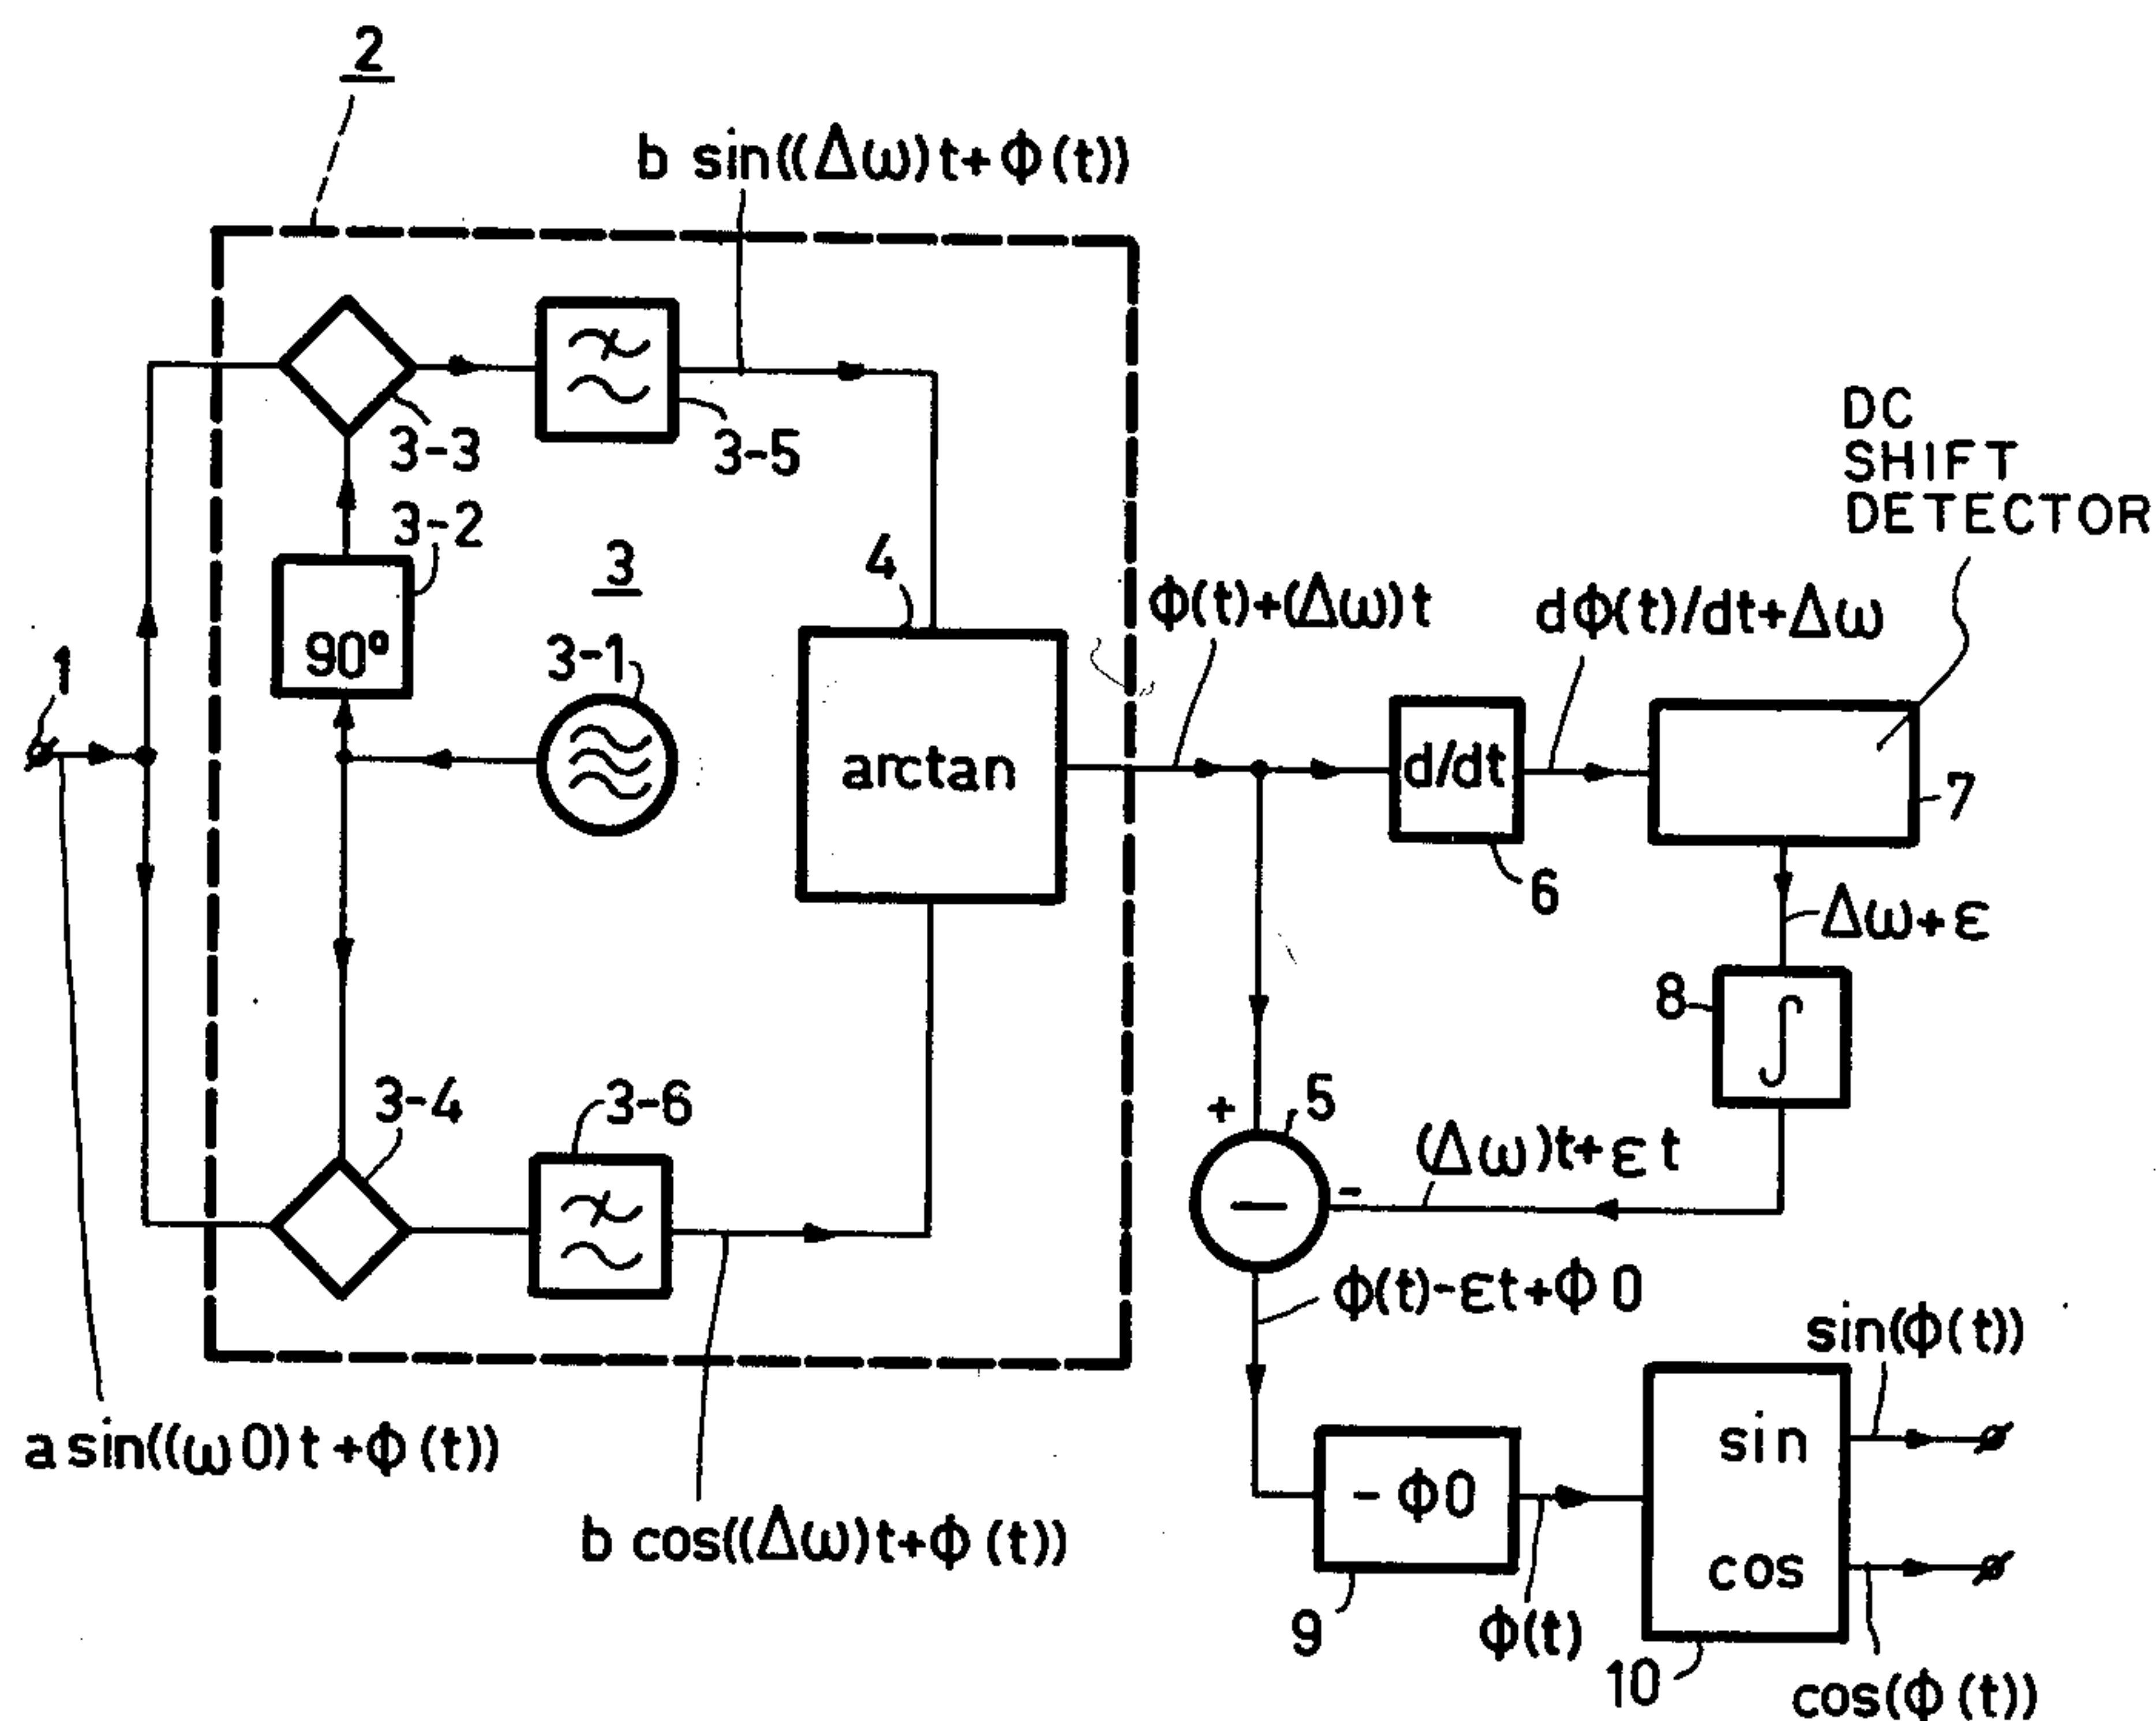 2
b sin((Δω)t+Φ(t))
3-3
3-5
DC
SHIFT
DETECTOR
3-2
90°
3
4
3-1
1
Φ(t)+(Δω)t
dΦ(t)/dt+Δω
arctan
d/dt
7
6
Δω+ε
8
∫
3-4
3-6
+
5
-
(Δω)t+εt
−
Φ(t)-εt+Φ0
sin(Φ(t))
a sin((ω0)t+Φ(t))
sin
- Φ0
b cos((Δω)t+Φ(t))
cos
9
Φ(t)
10
cos(Φ(t))